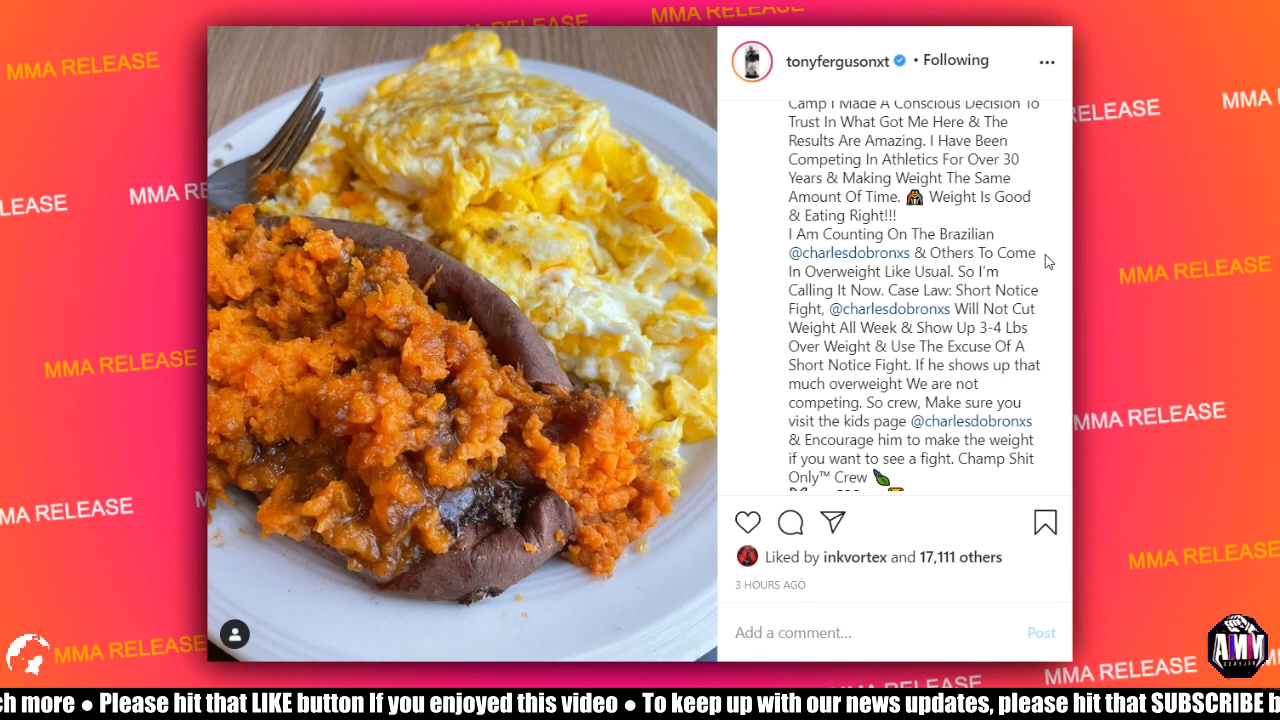 MMA RELEASE
MMA RELEASE
MMA RELEASE
RELEASE
MMA
MMA RE
LEASE
MMA RELEASE
MMA RELEASE
MMA RELEASE
MMA RELEASE
M
MMA RELEASE
MMA RELEASE
MMA RELEASE
MMA RELEASE
tonyfergusonxt • Following
Camp I Made A Conscious Decision To
Trust In What Got Me Here & The
Results Are Amazing. I Have Been
Competing In Athletics For Over 30
Years & Making Weight The Same
Amount Of Time. Weight Is Good
& Eating Right!!!
I Am Counting On The Brazilian
@charlesdobronxs & Others To Come
In Overweight Like Usual. So I’m
Calling It Now. Case Law: Short Notice
Fight, @charlesdobronxs Will Not Cut
Weight All Week & Show Up 3-4 Lbs
Over Weight & Use The Excuse Of A
Short Notice Fight. If he shows up that
much overweight We are not
competing. So crew, Make sure you
visit the kids page @charlesdobronxs
& Encourage him to make the weight
if you want to see a fight. Champ Shit
Only™ Crew
Liked by inkvortex and 17,111 others
3 HOURS AGO
Add a comment... Post
AMM
ch more ● Please hit that LIKE button If you enjoyed this video ● To keep up with our news updates, please hit that SUBSCRIBE b